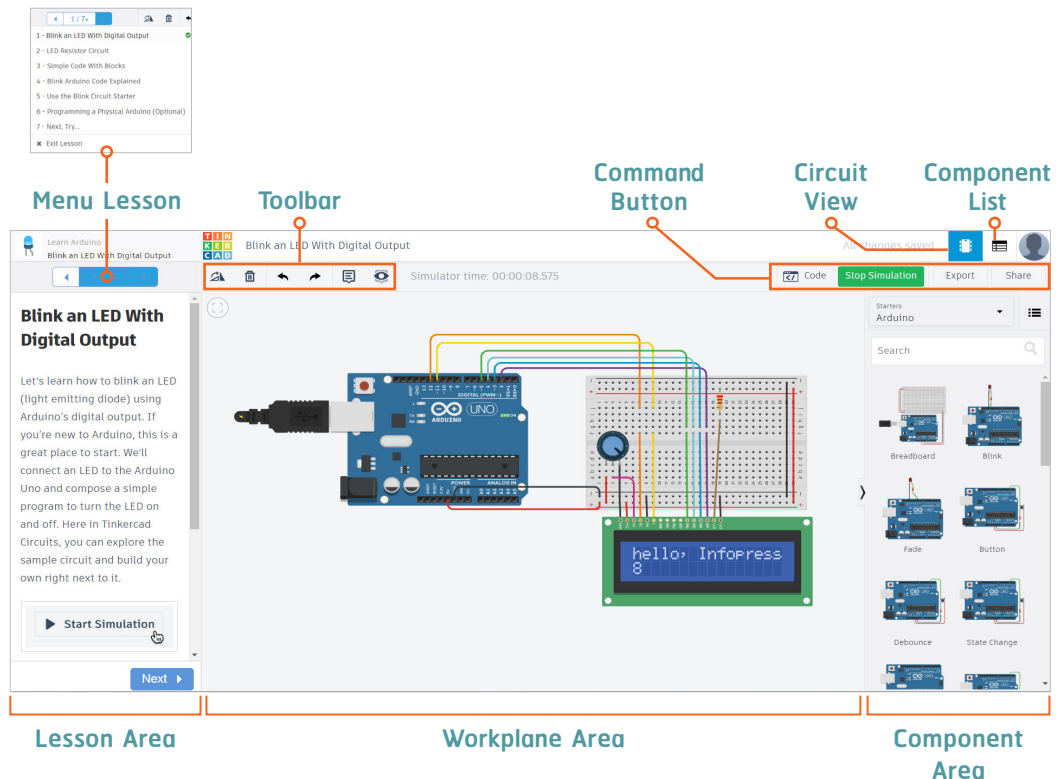 1 / 7
1 - Blink an LED With Digital Output
2 - LED Resistor Circuit
3 - Simple Code With Blocks
4 - Blink Arduino Code Explained
5 - Use the Blink Circuit Starter
6 - Programming a Physical Arduino (Optional)
7 - Next, Try...
Exit Lesson
Menu Lesson
Toolbar
Command
Button
Circuit
View
Component
List
Learn Arduino
Blink an LED With Digital Output
TIN
KER
CAD
Blink an LED With Digital Output
All changes saved
Simulator time: 00:00:08.575
Code
Stop Simulation
Export
Share
Blink an LED With
Digital Output
Let's learn how to blink an LED
(light emitting diode) using
Arduino's digital output. If
you're new to Arduino, this is a
great place to start. We'll
connect an LED to the Arduino
Uno and compose a simple
program to turn the LED on
and off. Here in Tinkercad
Circuits, you can explore the
sample circuit and build your
own right next to it.
Start Simulation
Next
DIGITAL (PWM~)
UNO
ARDUINO
TX
RX
ON
POWER
ANALOG IN
hello, Infopress
8
Starters
Arduino
Search
Breadboard
Blink
Fade
Button
Debounce
State Change
Lesson Area
Workplane Area
Component
Area